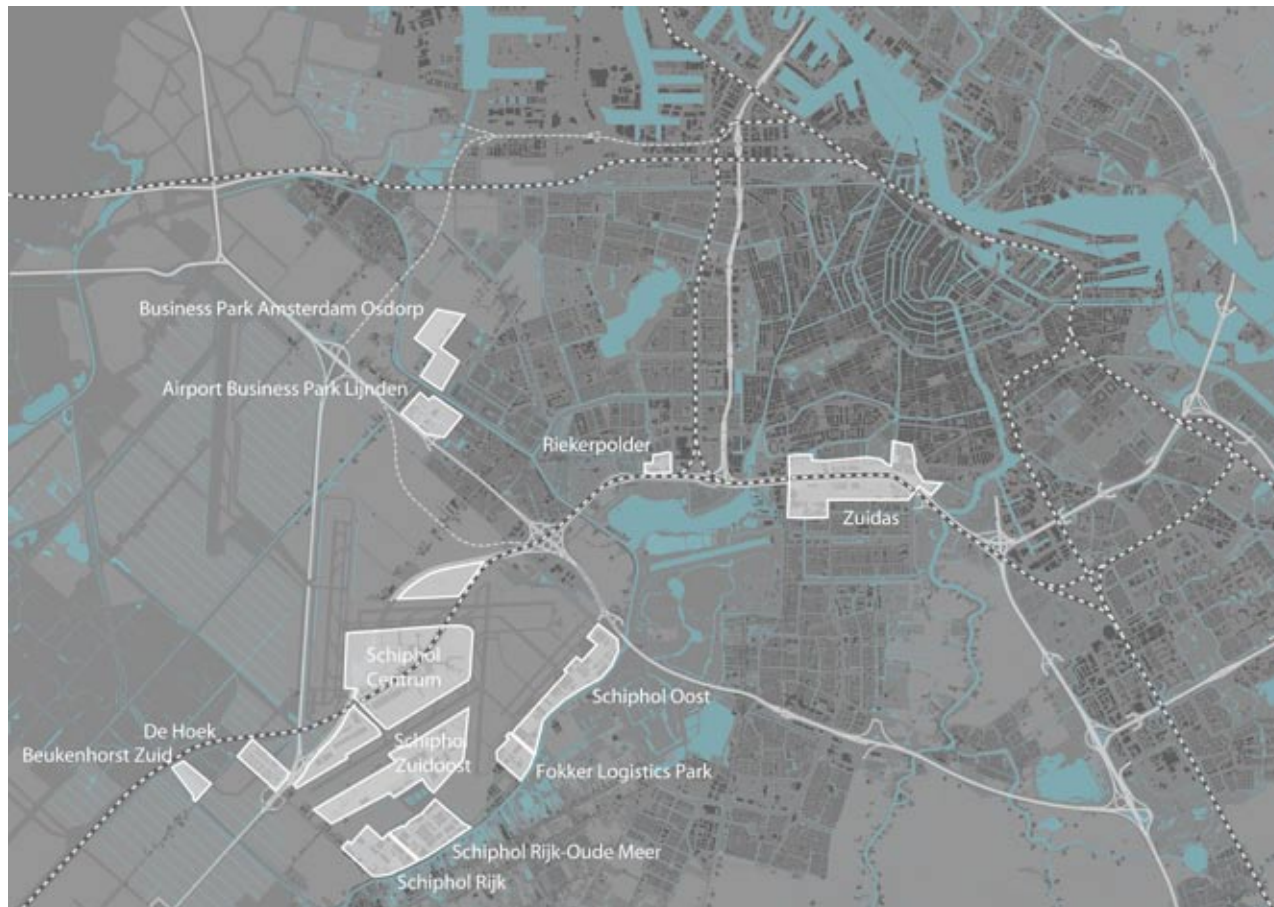 Business Park Amsterdam Osdorp
Airport Business Park Lijnden
Riekerpolder
Zuidas
Schiphol
Centrum
Schiphol Oost
De Hoek
Beukenhorst Zuid
Schiphol
Zuidoost
Fokker Logistics Park
Schiphol Rijk-Oude Meer
Schiphol Rijk